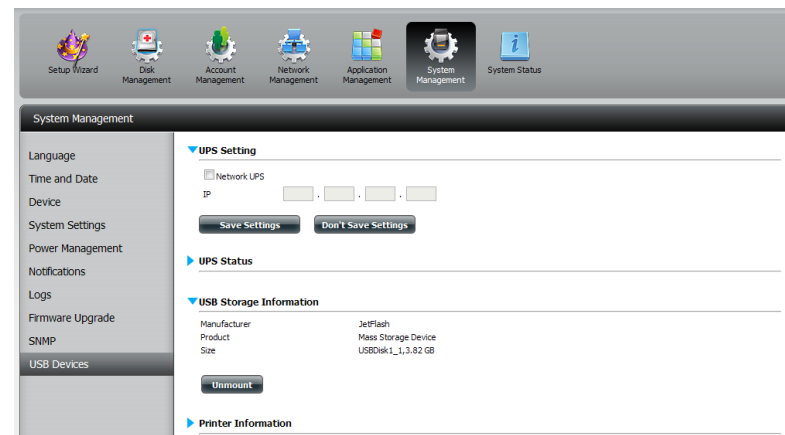 Setup Wizard
Disk
Management
Account
Management
Network
Management
Application
Management
System
Management
System Status
System Management
Language
Time and Date
Device
System Settings
Power Management
Notifications
Logs
Firmware Upgrade
SNMP
USB Devices
UPS Setting
Network UPS
IP . . .
Save Settings Don't Save Settings
UPS Status
USB Storage Information
Manufacturer JetFlash
Product Mass Storage Device
Size USBDisk1_1,3.82 GB
Unmount
Printer Information